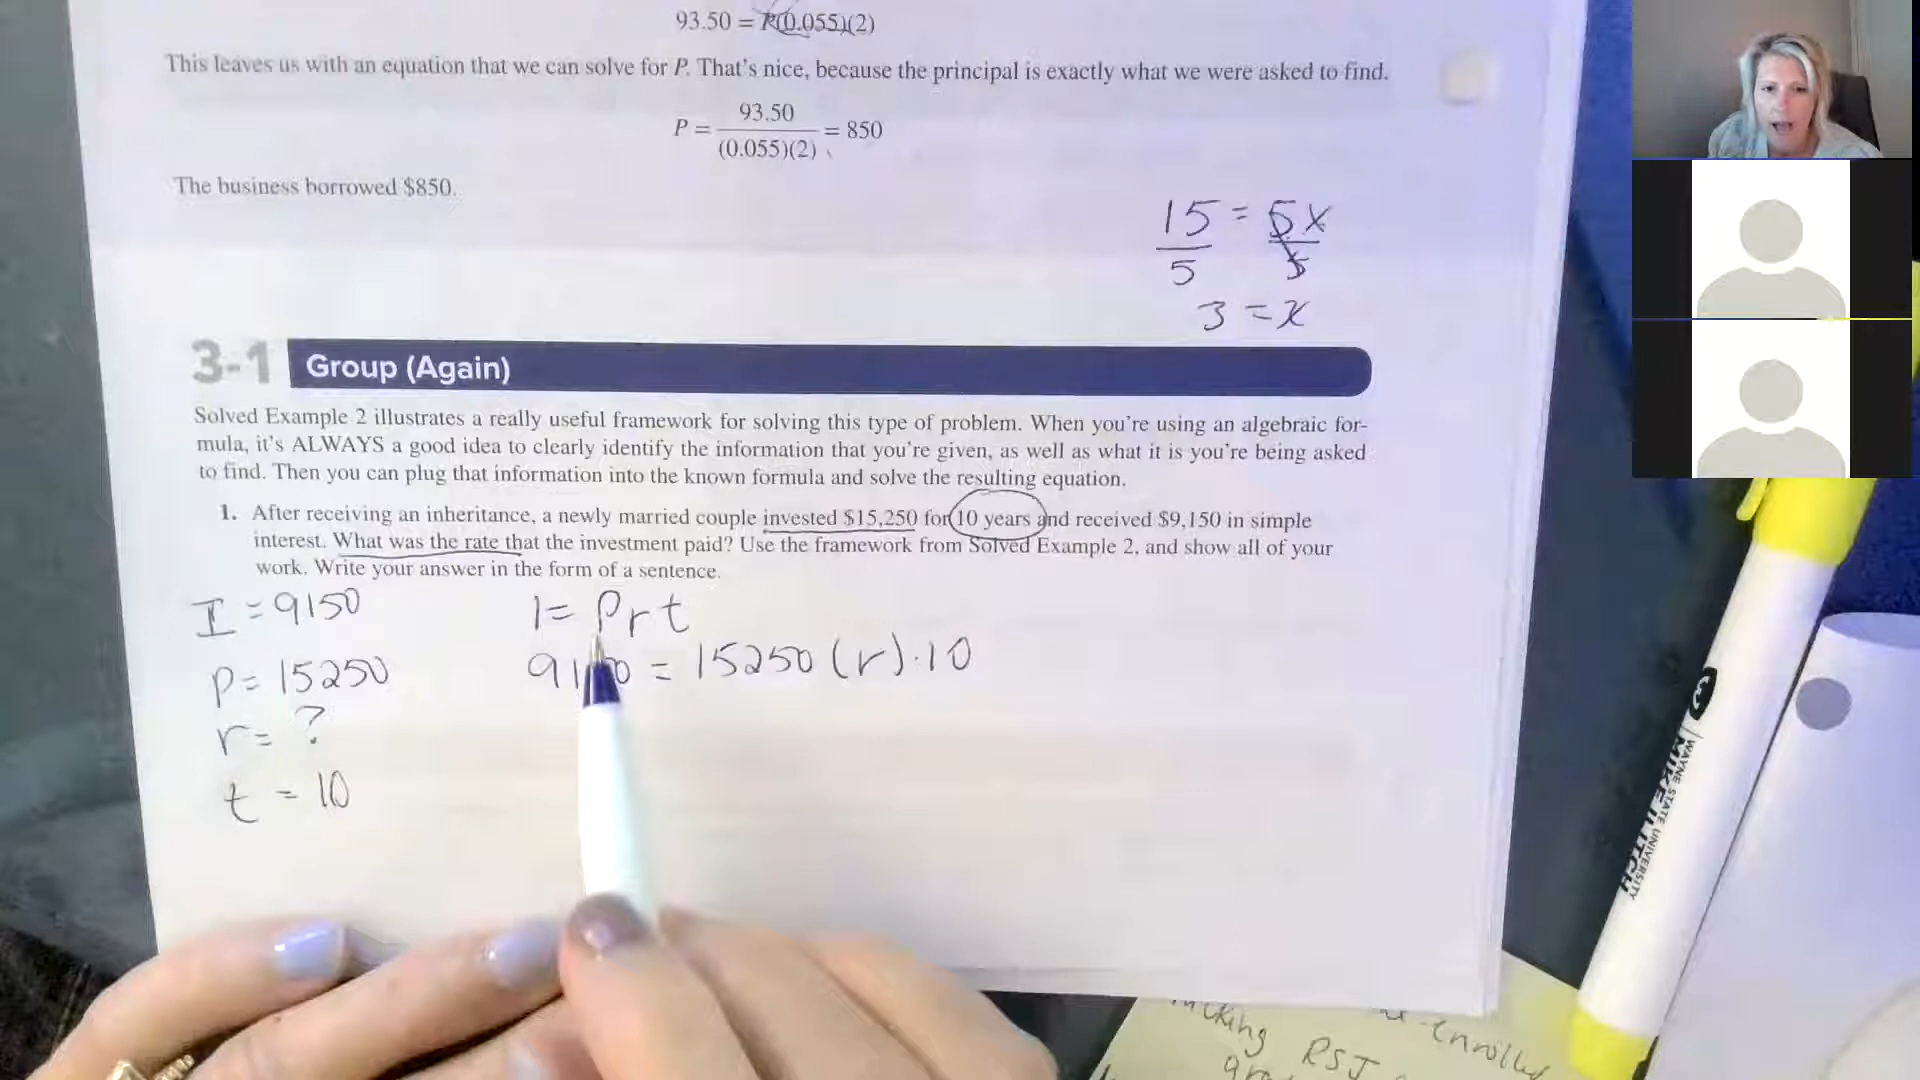 93.50 = P(0.055)(2)
This leaves us with an equation that we can solve for P. That's nice, because the principal is exactly what we were asked to find.
P = 93.50 / (0.055)(2) = 850
The business borrowed $850.
15 = 5x
5 5
3 = x
3-1 Group (Again)
Solved Example 2 illustrates a really useful framework for solving this type of problem. When you're using an algebraic for-
mula, it's ALWAYS a good idea to clearly identify the information that you're given, as well as what it is you're being asked
to find. Then you can plug that information into the known formula and solve the resulting equation.
1. After receiving an inheritance, a newly married couple invested $15,250 for 10 years and received $9,150 in simple
interest. What was the rate that the investment paid? Use the framework from Solved Example 2, and show all of your
work. Write your answer in the form of a sentence.
I = 9150
P = 15250
r = ?
t = 10
I = Prt
= 15250 (r) · 10
WAYNE STATE UNIVERSITY
MIKE ILITCH
RSJ